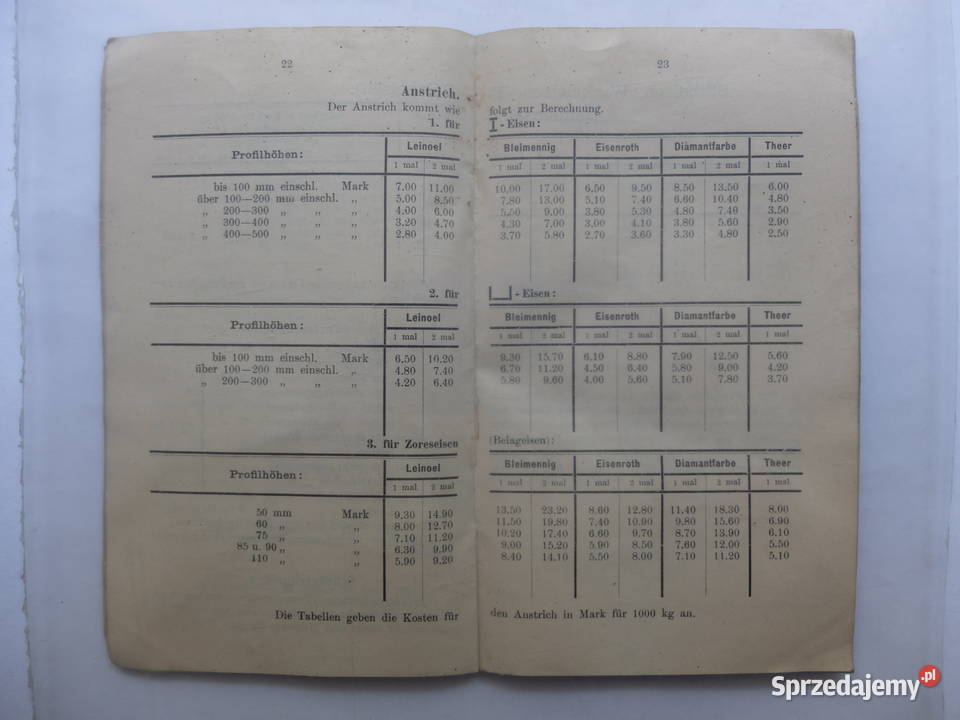 22
Anstrich.
Der Anstrich kommt wie
1. für
Profilhöhen: Leinoel
1 mal 2 mal
bis 100 mm einschl. Mark 7.00 11.00
über 100—200 mm einschl. „ 5.00 8.50
„ 200—300 „ „ „ 4.00 6.00
„ 300—400 „ „ „ 3.20 4.70
„ 400—500 „ „ „ 2.80 4.00
2. für
Profilhöhen: Leinoel
1 mal 2 mal
bis 100 mm einschl. Mark 6.50 10.20
über 100—200 mm einschl. „ 4.80 7.40
„ 200—300 „ „ „ 4.20 6.40
3. für Zoreseisen
Profilhöhen: Leinoel
1 mal 2 mal
50 mm Mark 9.30 14.90
60 „ „ 8.00 12.70
75 „ „ 7.10 11.20
85 u. 90 „ „ 6.30 9.90
110 „ „ 5.90 9.20
Die Tabellen geben die Kosten für
23
folgt zur Berechnung.
I-Eisen:
Bleimennig Eisenroth Diamantfarbe Theer
1 mal 2 mal 1 mal 2 mal 1 mal 2 mal 1 mal
10.00 17.00 6.50 9.50 8.50 13.50 6.00
7.80 13.00 5.10 7.40 6.60 10.40 4.80
5.50 9.00 3.80 5.30 4.80 7.40 3.50
4.30 7.00 3.00 4.10 3.80 5.60 2.90
3.70 5.80 2.70 3.60 3.30 4.80 2.50
-Eisen:
Bleimennig Eisenroth Diamantfarbe Theer
1 mal 2 mal 1 mal 2 mal 1 mal 2 mal 1 mal
9.30 15.70 6.10 8.80 7.90 12.50 5.60
6.70 11.20 4.50 6.40 5.80 9.00 4.20
5.80 9.60 4.00 5.60 5.10 7.80 3.70
(Belageisen):
Bleimennig Eisenroth Diamantfarbe Theer
1 mal 2 mal 1 mal 2 mal 1 mal 2 mal 1 mal
13.50 23.20 8.60 12.80 11.40 18.30 8.00
11.50 19.80 7.40 10.90 9.80 15.60 6.90
10.20 17.40 6.60 9.70 8.70 13.90 6.10
9.00 15.20 5.90 8.50 7.60 12.00 5.50
8.40 14.10 5.50 8.00 7.10 11.20 5.10
den Anstrich in Mark für 1000 kg an.
Sprzedajemy.pl